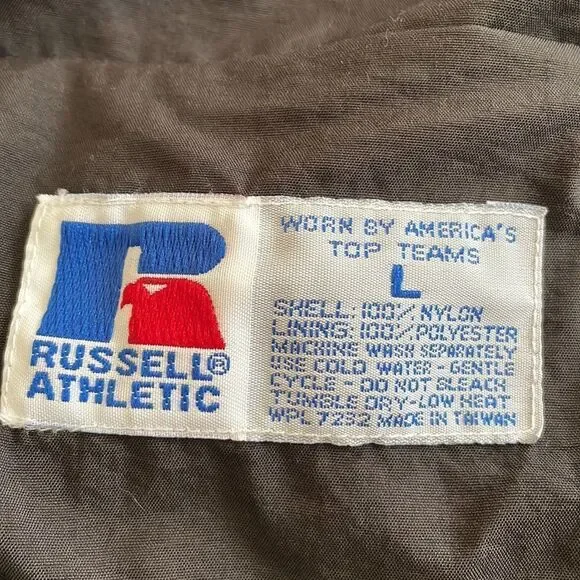 RUSSELL®
ATHLETIC
WORN BY AMERICA'S
TOP TEAMS
L
SHELL: 100% NYLON
LINING: 100% POLYESTER
MACHINE WASH SEPARATELY
USE COLD WATER - GENTLE
CYCLE - DO NOT BLEACH
TUMBLE DRY-LOW HEAT
WPL 7292 MADE IN TAIWAN